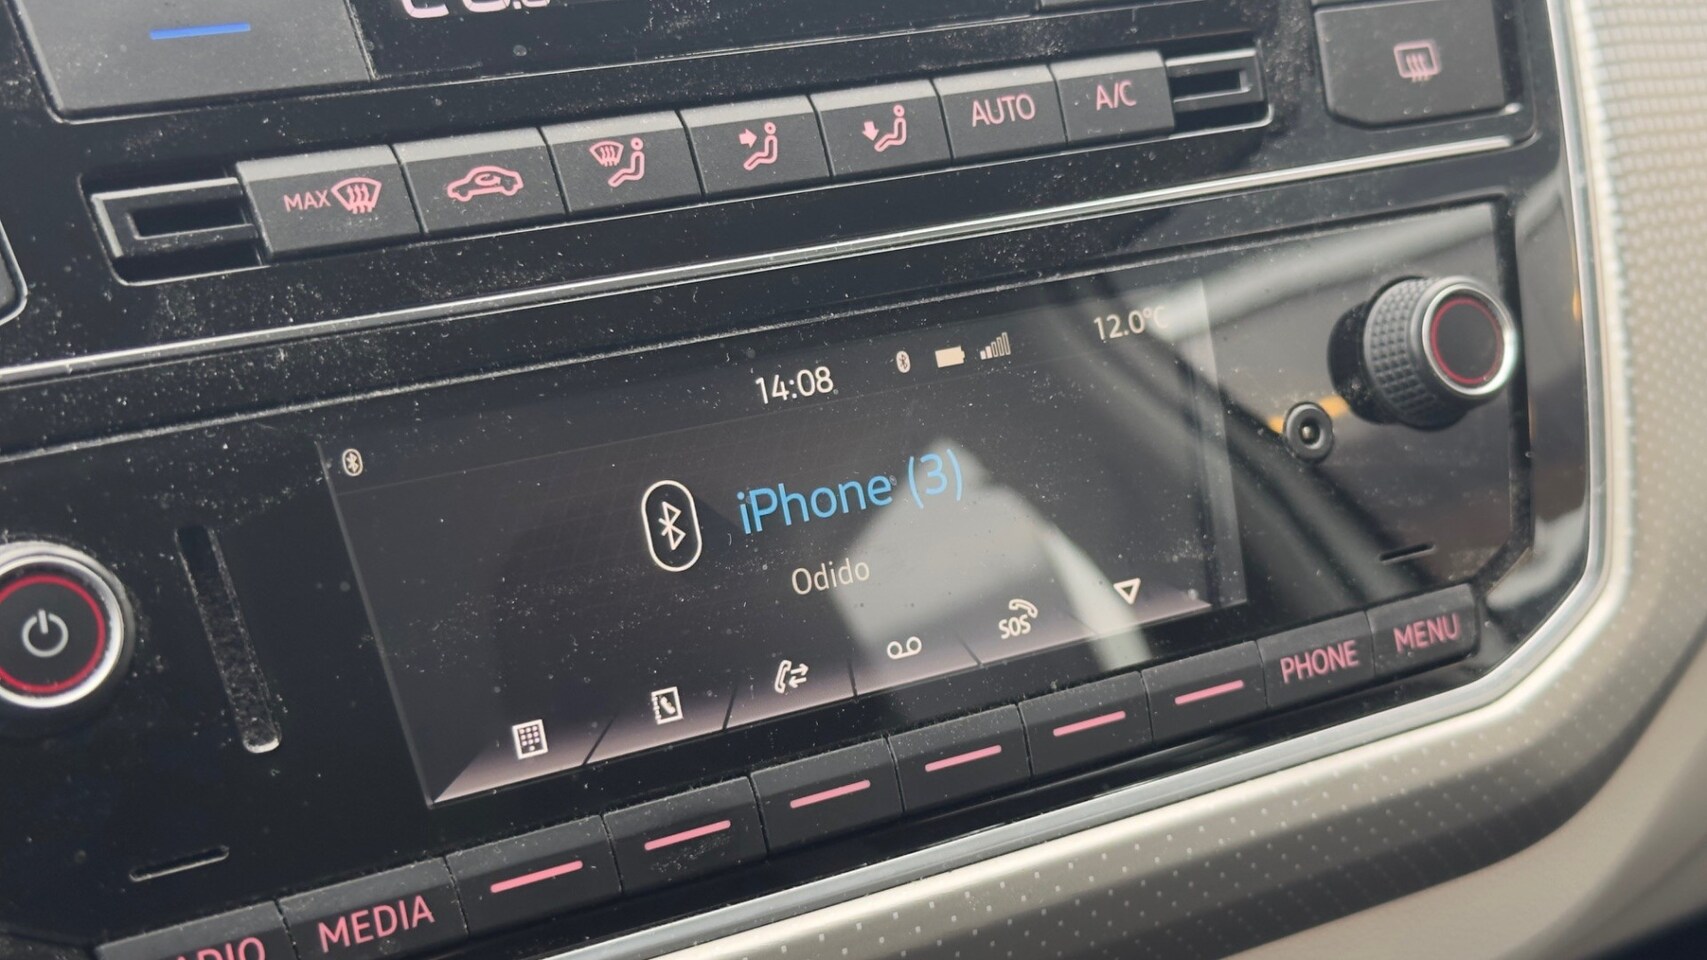 AUTO
A/C
MAX
14:08
12.0°C
iPhone (3)
Odido
SOS
PHONE
MENU
MEDIA